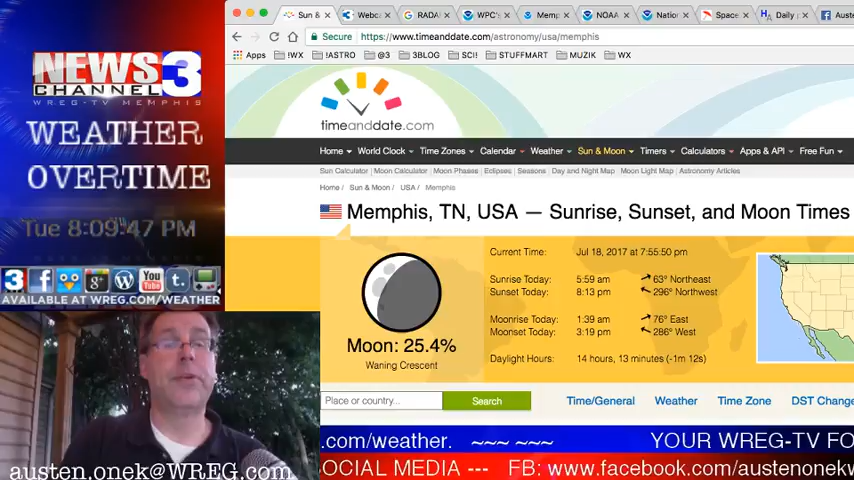 NEWS
CHANNEL 3
WREG-TV MEMPHIS
WEATHER
OVERTIME
Tue 8:09:47 PM
3 f g+ You Tube t.
AVAILABLE AT WREG.COM/WEATHER
austen.onek@WREG.com
Sun & Webca RADA WPC's Memp NOAA Nation Space Daily p Auste
Secure https://www.timeanddate.com/astronomy/usa/memphis
Apps !WX !ASTRO @3 3BLOG SCI! STUFFMART MUZIK WX
timeanddate.com
Home World Clock Time Zones Calendar Weather Sun & Moon Timers Calculators Apps & API Free Fun
Sun Calculator Moon Calculator Moon Phases Eclipses Seasons Day and Night Map Moon Light Map Astronomy Articles
Home / Sun & Moon / USA / Memphis
Memphis, TN, USA — Sunrise, Sunset, and Moon Times
Current Time: Jul 18, 2017 at 7:55:50 pm
Sunrise Today: 5:59 am 63° Northeast
Sunset Today: 8:13 pm 296° Northwest
Moonrise Today: 1:39 am 76° East
Moonset Today: 3:19 pm 286° West
Daylight Hours: 14 hours, 13 minutes (-1m 12s)
Moon: 25.4%
Waning Crescent
Place or country... Search
Time/General Weather Time Zone DST Change
.com/weather. ~~~ ~~~ YOUR WREG-TV FO
SOCIAL MEDIA --- FB: www.facebook.com/austenonekw